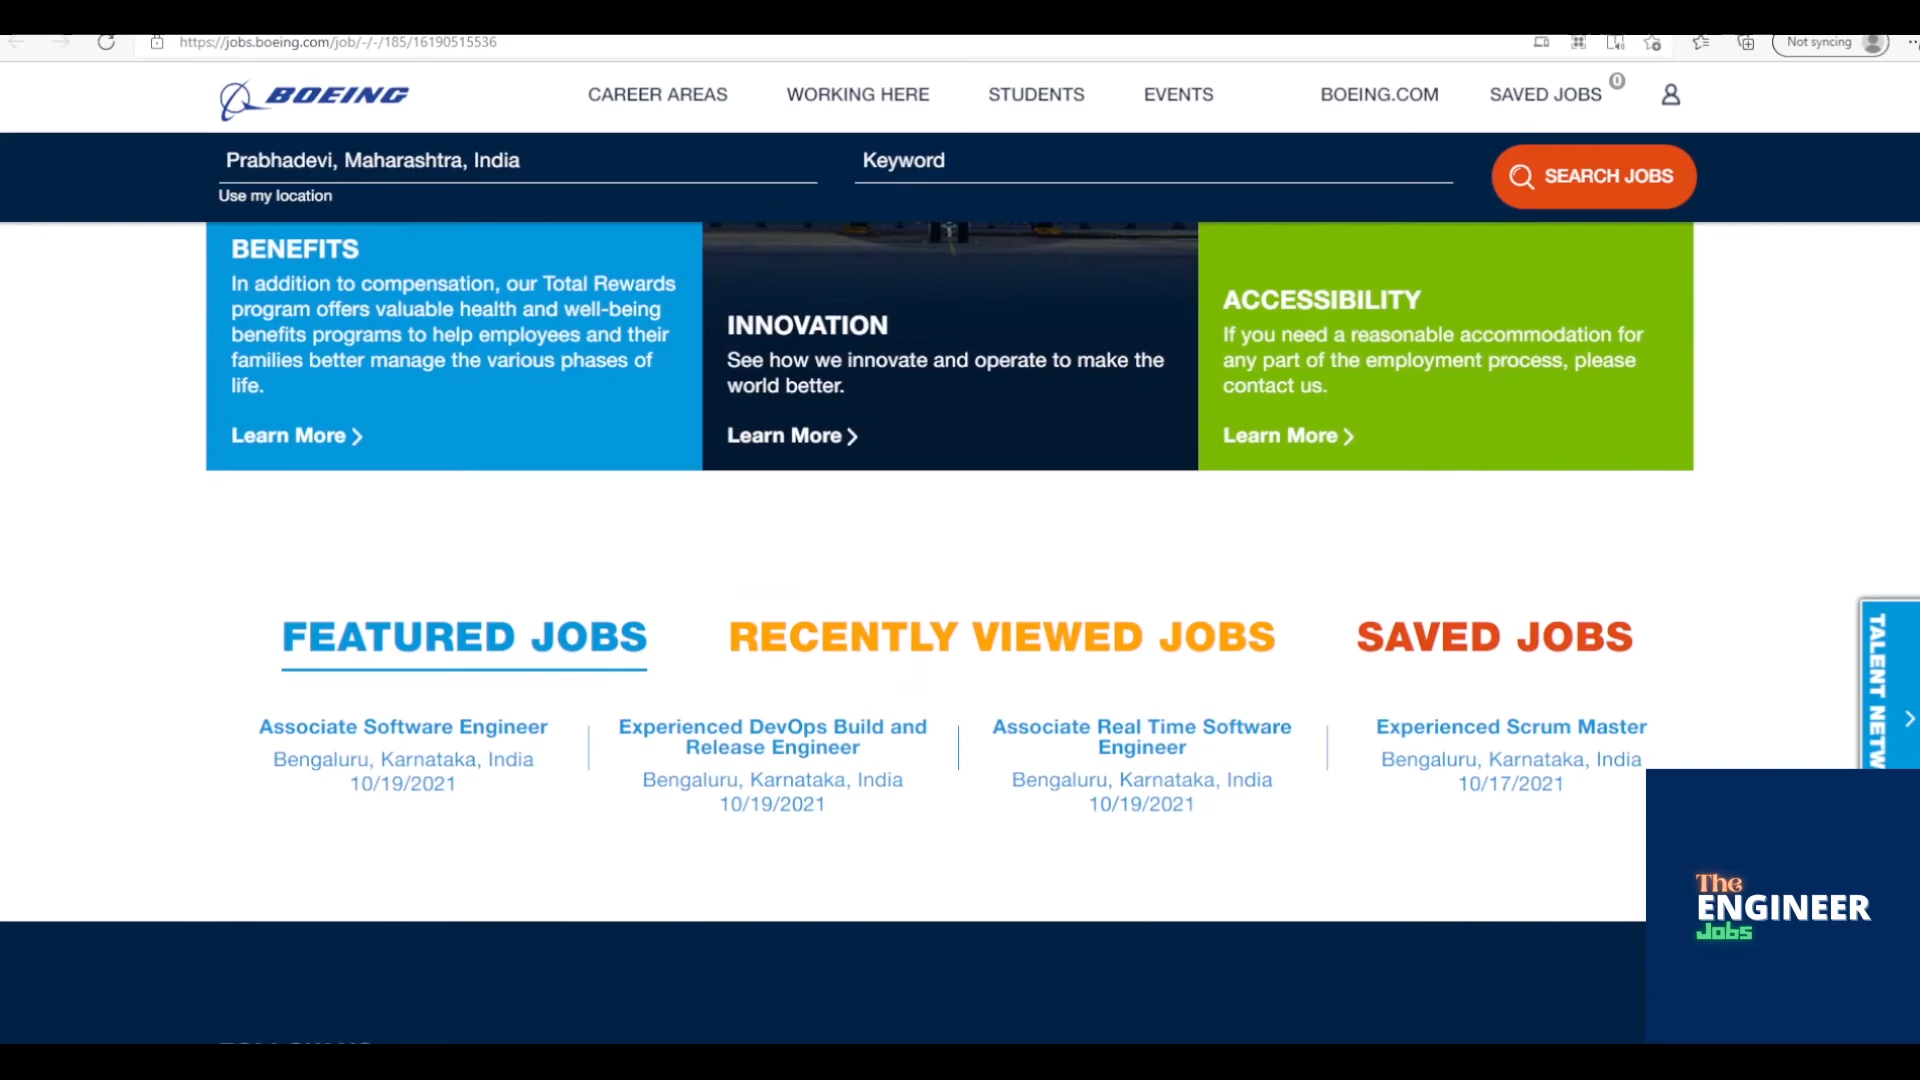 https://jobs.boeing.com/job/-/-/185/16190515536
Not syncing
BOEING
CAREER AREAS
WORKING HERE
STUDENTS
EVENTS
BOEING.COM
SAVED JOBS
0
Prabhadevi, Maharashtra, India
Keyword
SEARCH JOBS
Use my location
BENEFITS
In addition to compensation, our Total Rewards
program offers valuable health and well-being
benefits programs to help employees and their
families better manage the various phases of
life.
Learn More
INNOVATION
See how we innovate and operate to make the
world better.
Learn More
ACCESSIBILITY
If you need a reasonable accommodation for
any part of the employment process, please
contact us.
Learn More
FEATURED JOBS
RECENTLY VIEWED JOBS
SAVED JOBS
Associate Software Engineer
Bengaluru, Karnataka, India
10/19/2021
Experienced DevOps Build and
Release Engineer
Bengaluru, Karnataka, India
10/19/2021
Associate Real Time Software
Engineer
Bengaluru, Karnataka, India
10/19/2021
Experienced Scrum Master
Bengaluru, Karnataka, India
10/17/2021
TALENT NETW
The
ENGINEER
Jobs